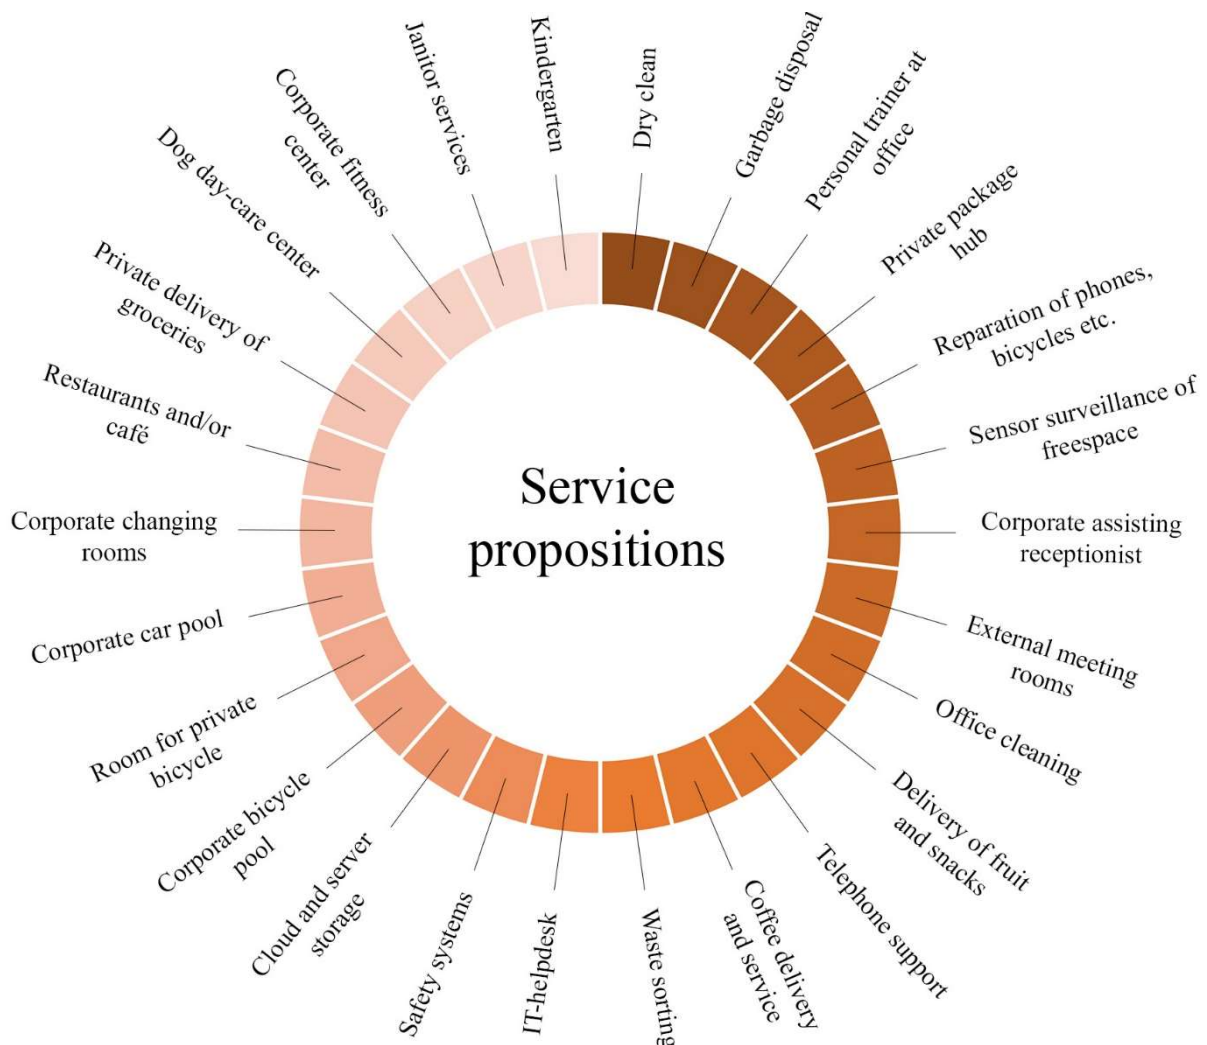 Service
propositions
Dry clean
Garbage disposal
Personal trainer at
office
Private package
hub
Reparation of phones,
bicycles etc.
Sensor surveillance of
freespace
Corporate assisting
receptionist
External meeting
rooms
Office cleaning
Delivery of fruit
and snacks
Telephone support
Coffee delivery
and service
Waste sorting
IT-helpdesk
Safety systems
Cloud and server
storage
Corporate bicycle
pool
Room for private
bicycle
Corporate car pool
Corporate changing
rooms
Restaurants and/or
café
Private delivery of
groceries
Dog day-care center
Corporate fitness
center
Janitor services
Kindergarten